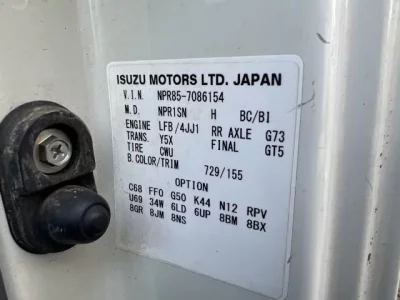 ISUZU MOTORS LTD. JAPAN
V.I.N. NPR85-7086154
M.D. NPR1SN H BC/BI
ENGINE LFB/4JJ1 RR AXLE G73
TRANS. Y5X FINAL GT5
TIRE CWU
B.COLOR/TRIM 729/155
OPTION
C68 FF0 G50 K44 N12 RPV
U69 34W 6LD 6UP 8BM 8BX
8GR 8JM 8NS